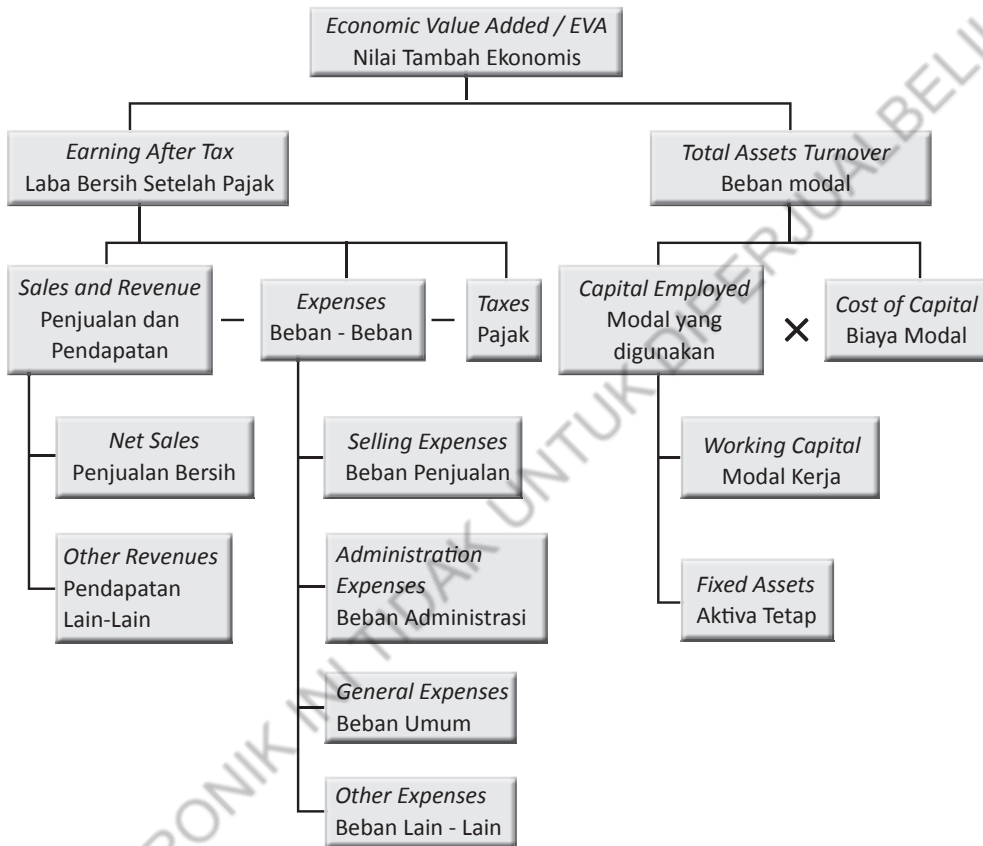 Economic Value Added / EVA
Nilai Tambah Ekonomis
Earning After Tax
Laba Bersih Setelah Pajak
Total Assets Turnover
Beban modal
Sales and Revenue
Penjualan dan
Pendapatan
—
Expenses
Beban - Beban
—
Taxes
Pajak
Capital Employed
Modal yang
digunakan
×
Cost of Capital
Biaya Modal
Net Sales
Penjualan Bersih
Other Revenues
Pendapatan
Lain-Lain
Selling Expenses
Beban Penjualan
Administration
Expenses
Beban Administrasi
General Expenses
Beban Umum
Other Expenses
Beban Lain - Lain
Working Capital
Modal Kerja
Fixed Assets
Aktiva Tetap
INI TIDAK UNTUK